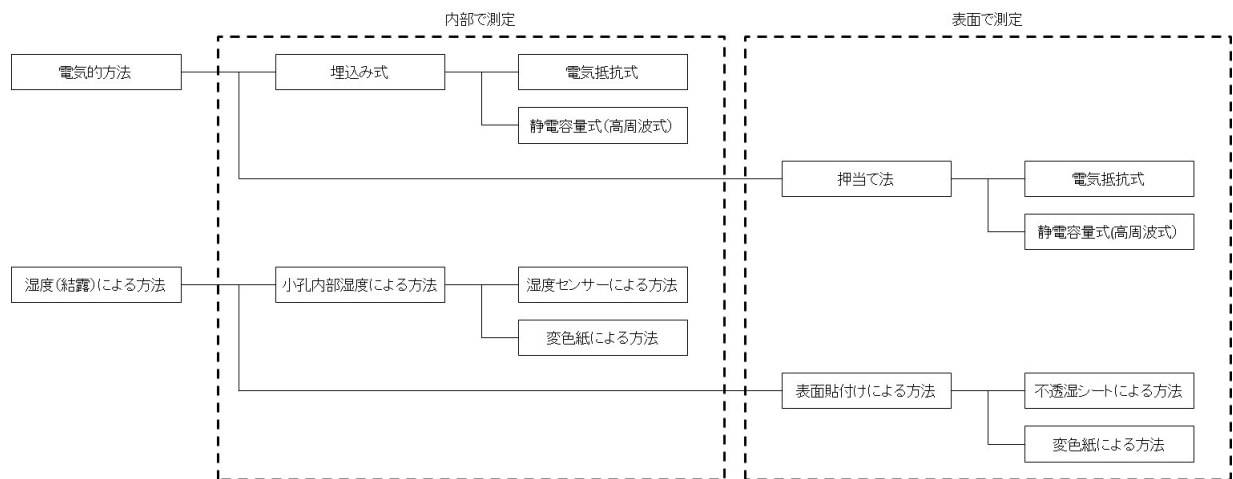 内部で測定
表面で測定
電気的方法
埋込み式
電気抵抗式
静電容量式(高周波式)
押当て法
電気抵抗式
静電容量式(高周波式)
湿度(結露)による方法
小孔内部湿度による方法
湿度センサーによる方法
変色紙による方法
表面貼付けによる方法
不透湿シートによる方法
変色紙による方法